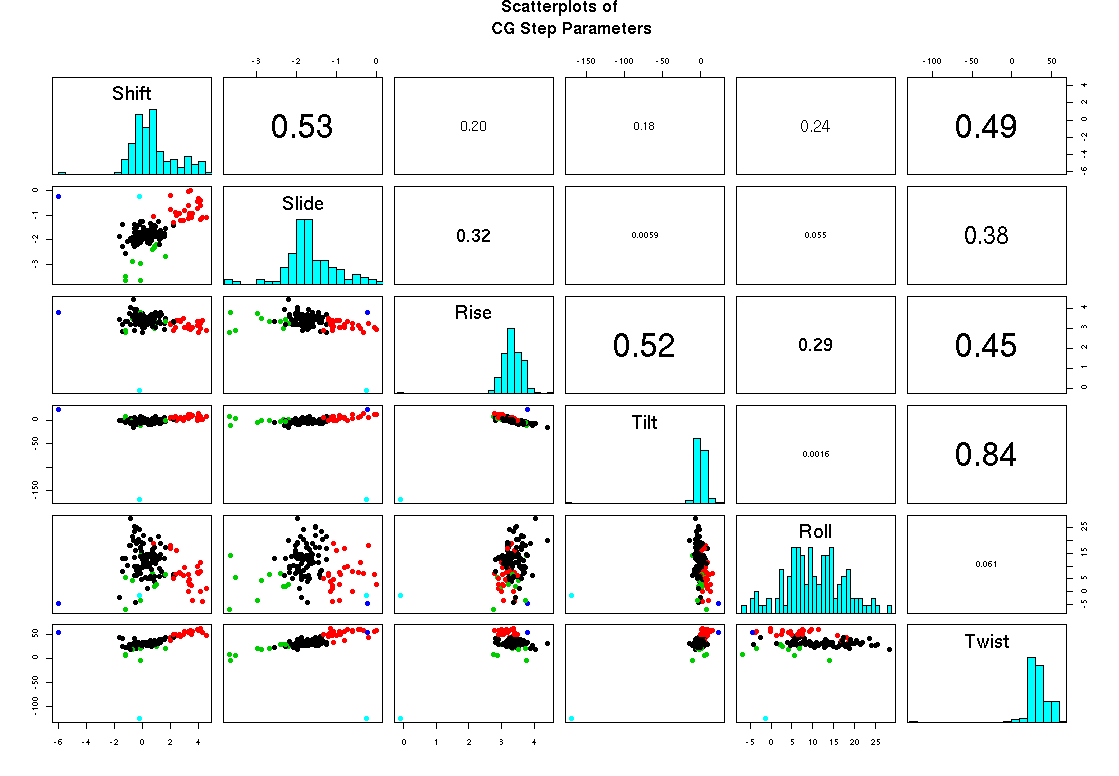 Scatterplots of
CG Step Parameters
-3 -2 -1 0
-150 -100 -50 0
-100 -50 0 50
Shift
0.53
0.20
0.18
0.24
0.49
-6 -4 -2 0 2 4
-3 -2 -1 0
Slide
0.32
0.0059
0.055
0.38
Rise
0.52
0.29
0.45
0 1 2 3 4
-150 -50 0
Tilt
0.0016
0.84
Roll
0.061
-5 0 5 15 25
-100 -50 0 50
Twist
-6 -4 -2 0 2 4
0 1 2 3 4
-5 0 5 10 15 20 25